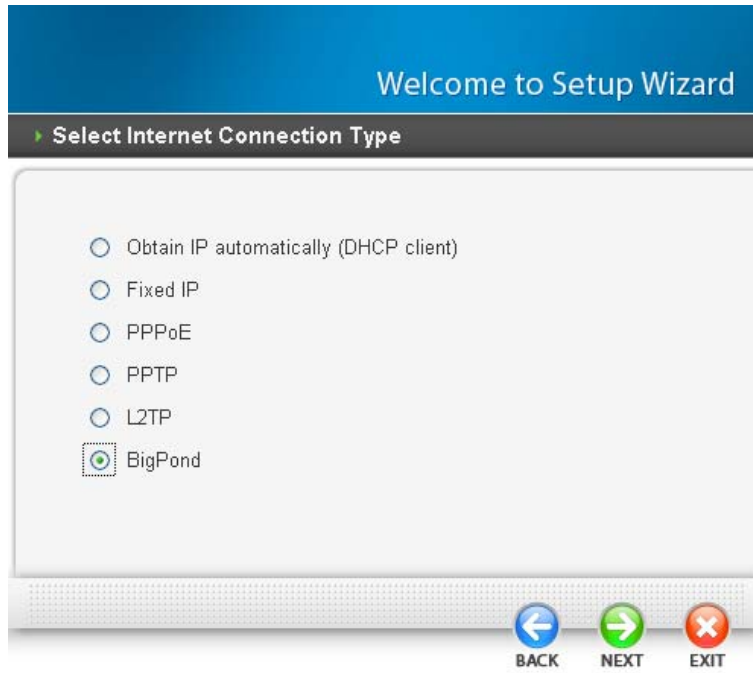 Welcome to Setup Wizard
Select Internet Connection Type
Obtain IP automatically (DHCP client)
Fixed IP
PPPoE
PPTP
L2TP
BigPond
BACK NEXT EXIT